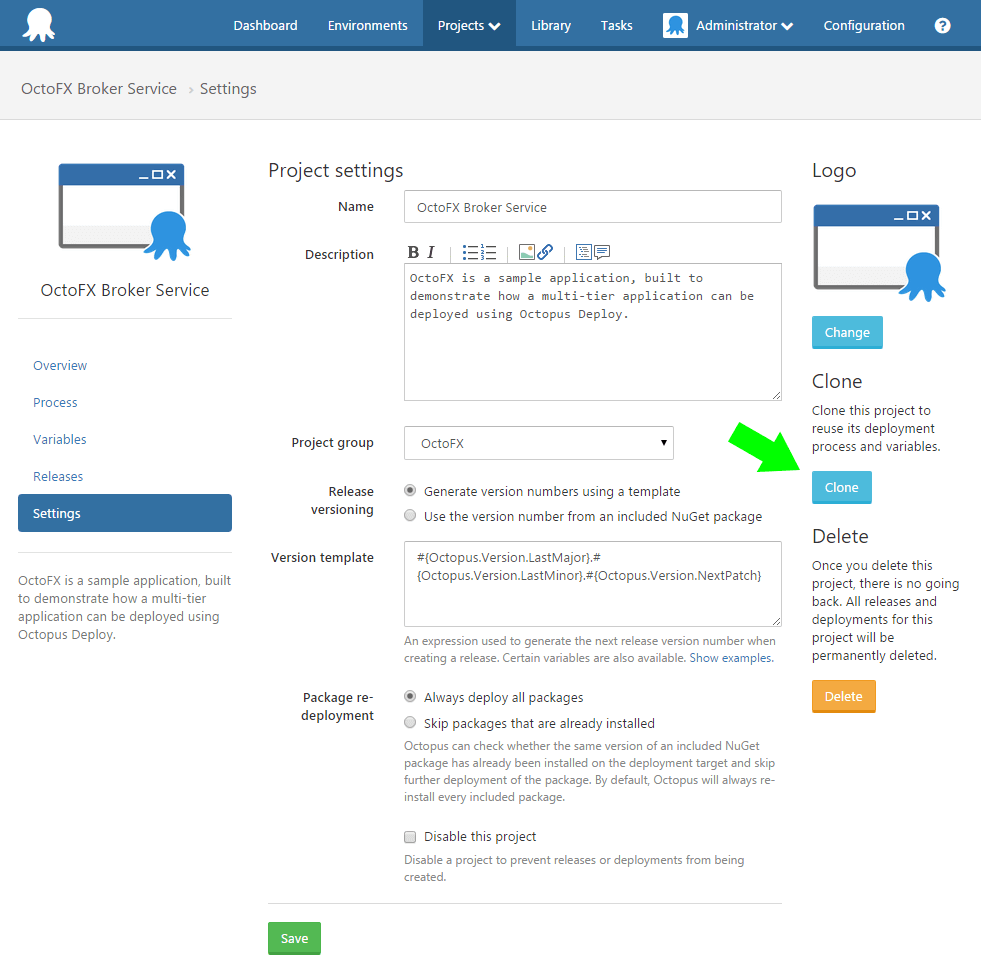 Dashboard Environments Projects Library Tasks Administrator Configuration ?
OctoFX Broker Service › Settings
OctoFX Broker Service
Overview
Process
Variables
Releases
Settings
OctoFX is a sample application, built
to demonstrate how a multi-tier
application can be deployed using
Octopus Deploy.
Project settings
Name
OctoFX Broker Service
Description
B I
OctoFX is a sample application, built to
demonstrate how a multi-tier application can be
deployed using Octopus Deploy.
Project group
OctoFX
Release
versioning
Generate version numbers using a template
Use the version number from an included NuGet package
Version template
#{Octopus.Version.LastMajor}.#
{Octopus.Version.LastMinor}.#{Octopus.Version.NextPatch}
An expression used to generate the next release version number when
creating a release. Certain variables are also available. Show examples.
Package re-
deployment
Always deploy all packages
Skip packages that are already installed
Octopus can check whether the same version of an included NuGet
package has already been installed on the deployment target and skip
further deployment of the package. By default, Octopus will always re-
install every included package.
Disable this project
Disable a project to prevent releases or deployments from being
created.
Save
Logo
Change
Clone
Clone this project to
reuse its deployment
process and variables.
Clone
Delete
Once you delete this
project, there is no going
back. All releases and
deployments for this
project will be
permanently deleted.
Delete